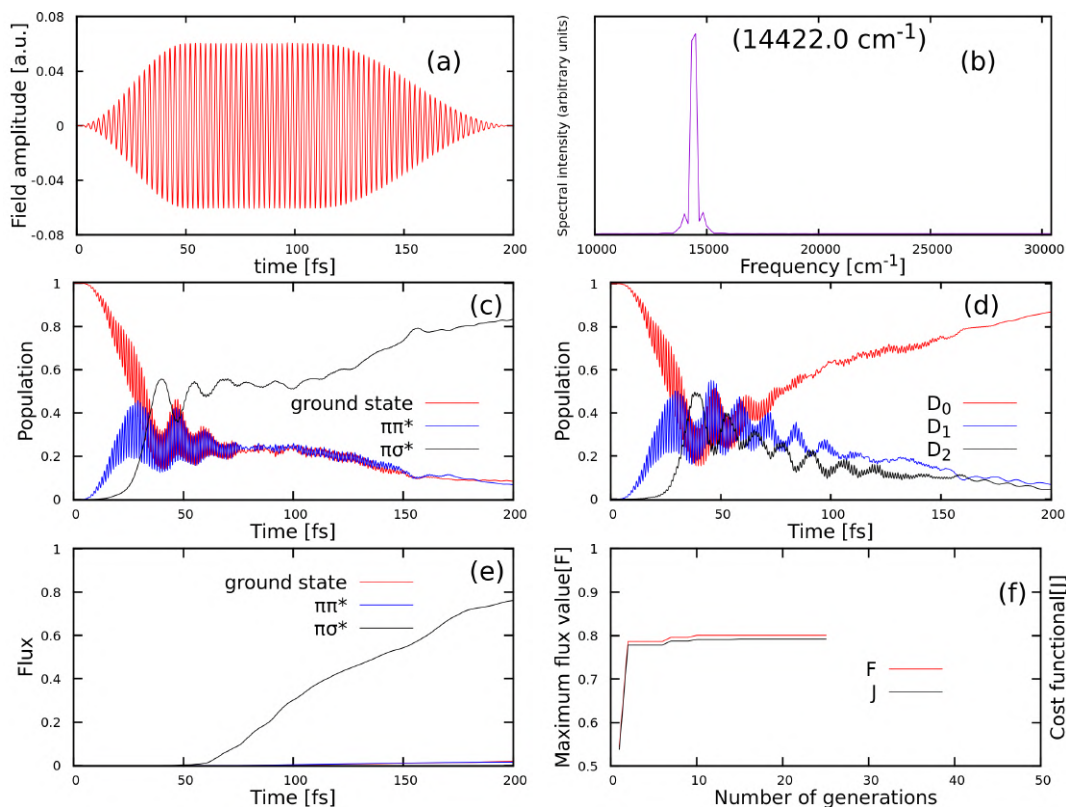 0.08
0.04
0
-0.04
-0.08
Field amplitude [a.u.]
(a)
0 50 100 150 200
time [fs]
Spectral intensity (arbitrary units)
(14422.0 cm⁻¹)
(b)
10000 15000 20000 25000 30000
Frequency [cm⁻¹]
1
0.8
0.6
0.4
0.2
0
Population
(c)
ground state
ππ*
πσ*
0 50 100 150 200
Time [fs]
1
0.8
0.6
0.4
0.2
0
Population
(d)
D₀
D₁
D₂
0 50 100 150 200
Time [fs]
1
0.8
0.6
0.4
0.2
0
Flux
(e)
ground state
ππ*
πσ*
0 50 100 150 200
Time [fs]
1
0.9
0.8
0.7
0.6
0.5
Maximum flux value[F]
(f)
F
J
Cost functional[J]
0 10 20 30 40 50
Number of generations